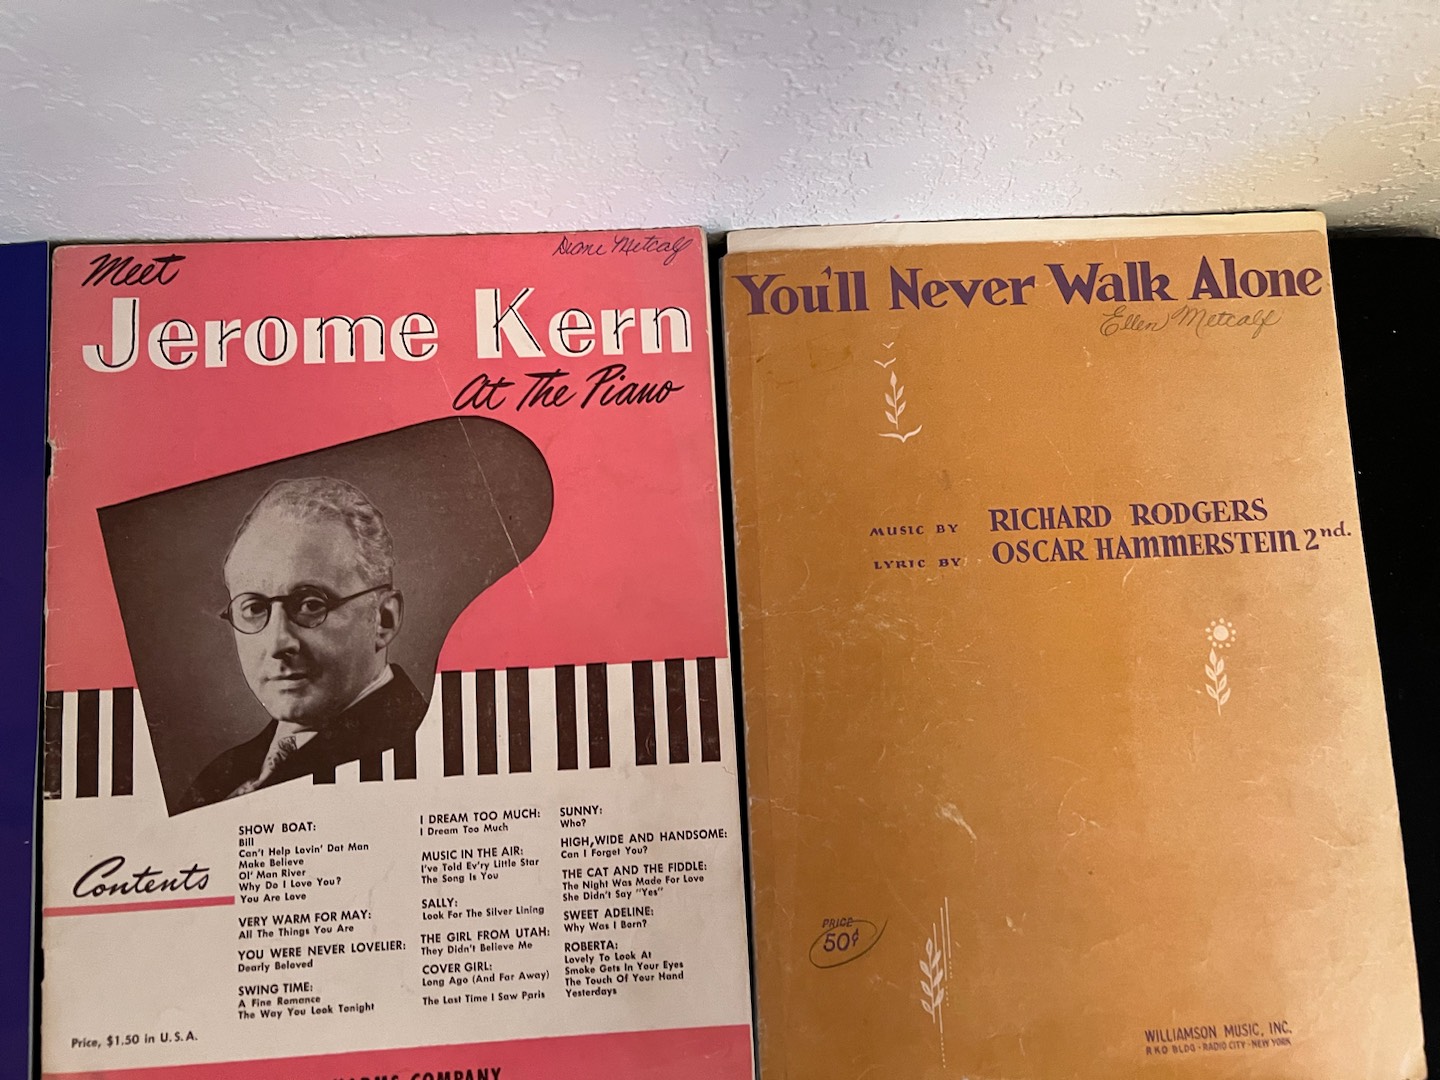 Meet
Diane Metcalf
Jerome Kern
At The Piano
Contents
SHOW BOAT:
Bill
Can't Help Lovin' Dat Man
Make Believe
Ol' Man River
Why Do I Love You?
You Are Love
VERY WARM FOR MAY:
All The Things You Are
YOU WERE NEVER LOVELIER:
Dearly Beloved
SWING TIME:
A Fine Romance
The Way You Look Tonight
I DREAM TOO MUCH:
I Dream Too Much
MUSIC IN THE AIR:
I've Told Ev'ry Little Star
The Song Is You
SALLY:
Look For The Silver Lining
THE GIRL FROM UTAH:
They Didn't Believe Me
COVER GIRL:
Long Ago (And Far Away)
The Last Time I Saw Paris
SUNNY:
Who?
HIGH, WIDE AND HANDSOME:
Can I Forget You?
THE CAT AND THE FIDDLE:
The Night Was Made For Love
She Didn't Say "Yes"
SWEET ADELINE:
Why Was I Born?
ROBERTA:
Lovely To Look At
Smoke Gets In Your Eyes
The Touch Of Your Hand
Yesterdays
Price, $1.50 in U.S.A.
COMPANY
You'll Never Walk Alone
Ellen Metcalf
MUSIC BY RICHARD RODGERS
LYRIC BY OSCAR HAMMERSTEIN 2nd.
PRICE
50¢
WILLIAMSON MUSIC, INC.
RKO BLDG - RADIO CITY - NEW YORK